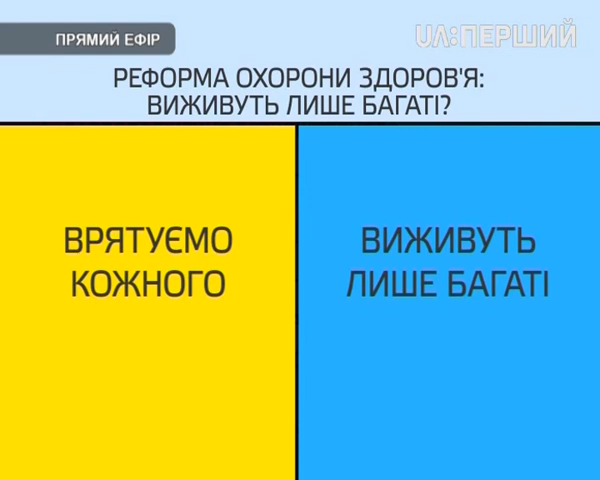 ПРЯМИЙ ЕФІР
UA:ПЕРШИЙ
РЕФОРМА ОХОРОНИ ЗДОРОВ'Я:
ВИЖИВУТЬ ЛИШЕ БАГАТІ?
ВРЯТУЄМО
КОЖНОГО
ВИЖИВУТЬ
ЛИШЕ БАГАТІ